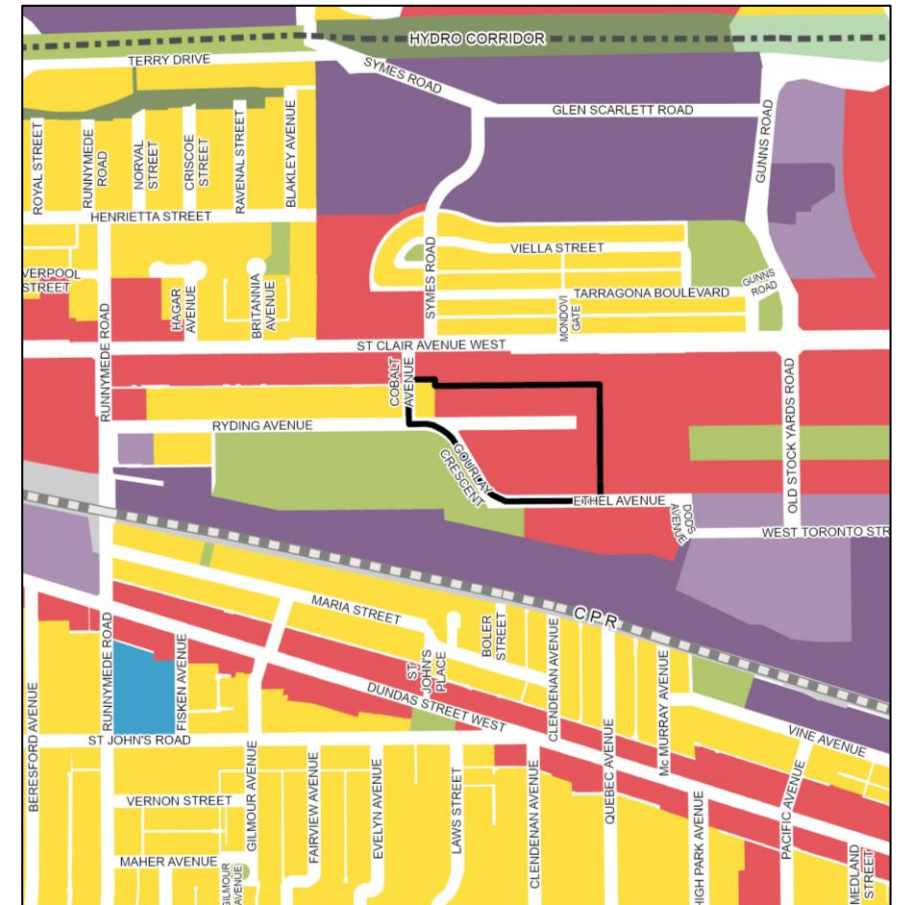 HYDRO CORRIDOR
TERRY DRIVE
SYMES ROAD
GLEN SCARLETT ROAD
GUNNS ROAD
ROYAL STREET
RUNNYMEDE
ROAD
NORVAL
STREET
CRISCOE
STREET
RAVENAL STREET
BLAKLEY AVENUE
HENRIETTA STREET
VERPOOL
STREET
HAGAR
AVENUE
BRITANNIA
AVENUE
SYMES ROAD
VIELLA STREET
TARRAGONA BOULEVARD
MONDOVI
GATE
GUNNS
ROAD
RUNNYMEDE ROAD
ST CLAIR AVENUE WEST
COBALT
AVENUE
RYDING AVENUE
GOURLAY
CRESCENT
ETHEL AVENUE
DODS
AVENUE
OLD STOCK YARDS ROAD
WEST TORONTO STR
CPR
MARIA STREET
ST
JOHN'S
PLACE
BOLER
STREET
DUNDAS STREET WEST
BERESFORD AVENUE
RUNNYMEDE ROAD
FISKEN AVENUE
CLENDENAN AVENUE
QUEBEC AVENUE
Mc MURRAY AVENUE
VINE AVENUE
ST JOHN'S ROAD
VERNON STREET
MAHER AVENUE
GILMOUR AVENUE
GILMOUR
AVENUE
FAIRVIEW AVENUE
EVELYN AVENUE
LAWS STREET
CLENDENAN AVENUE
HIGH PARK AVENUE
PACIFIC AVENUE
MEDLAND
STREET